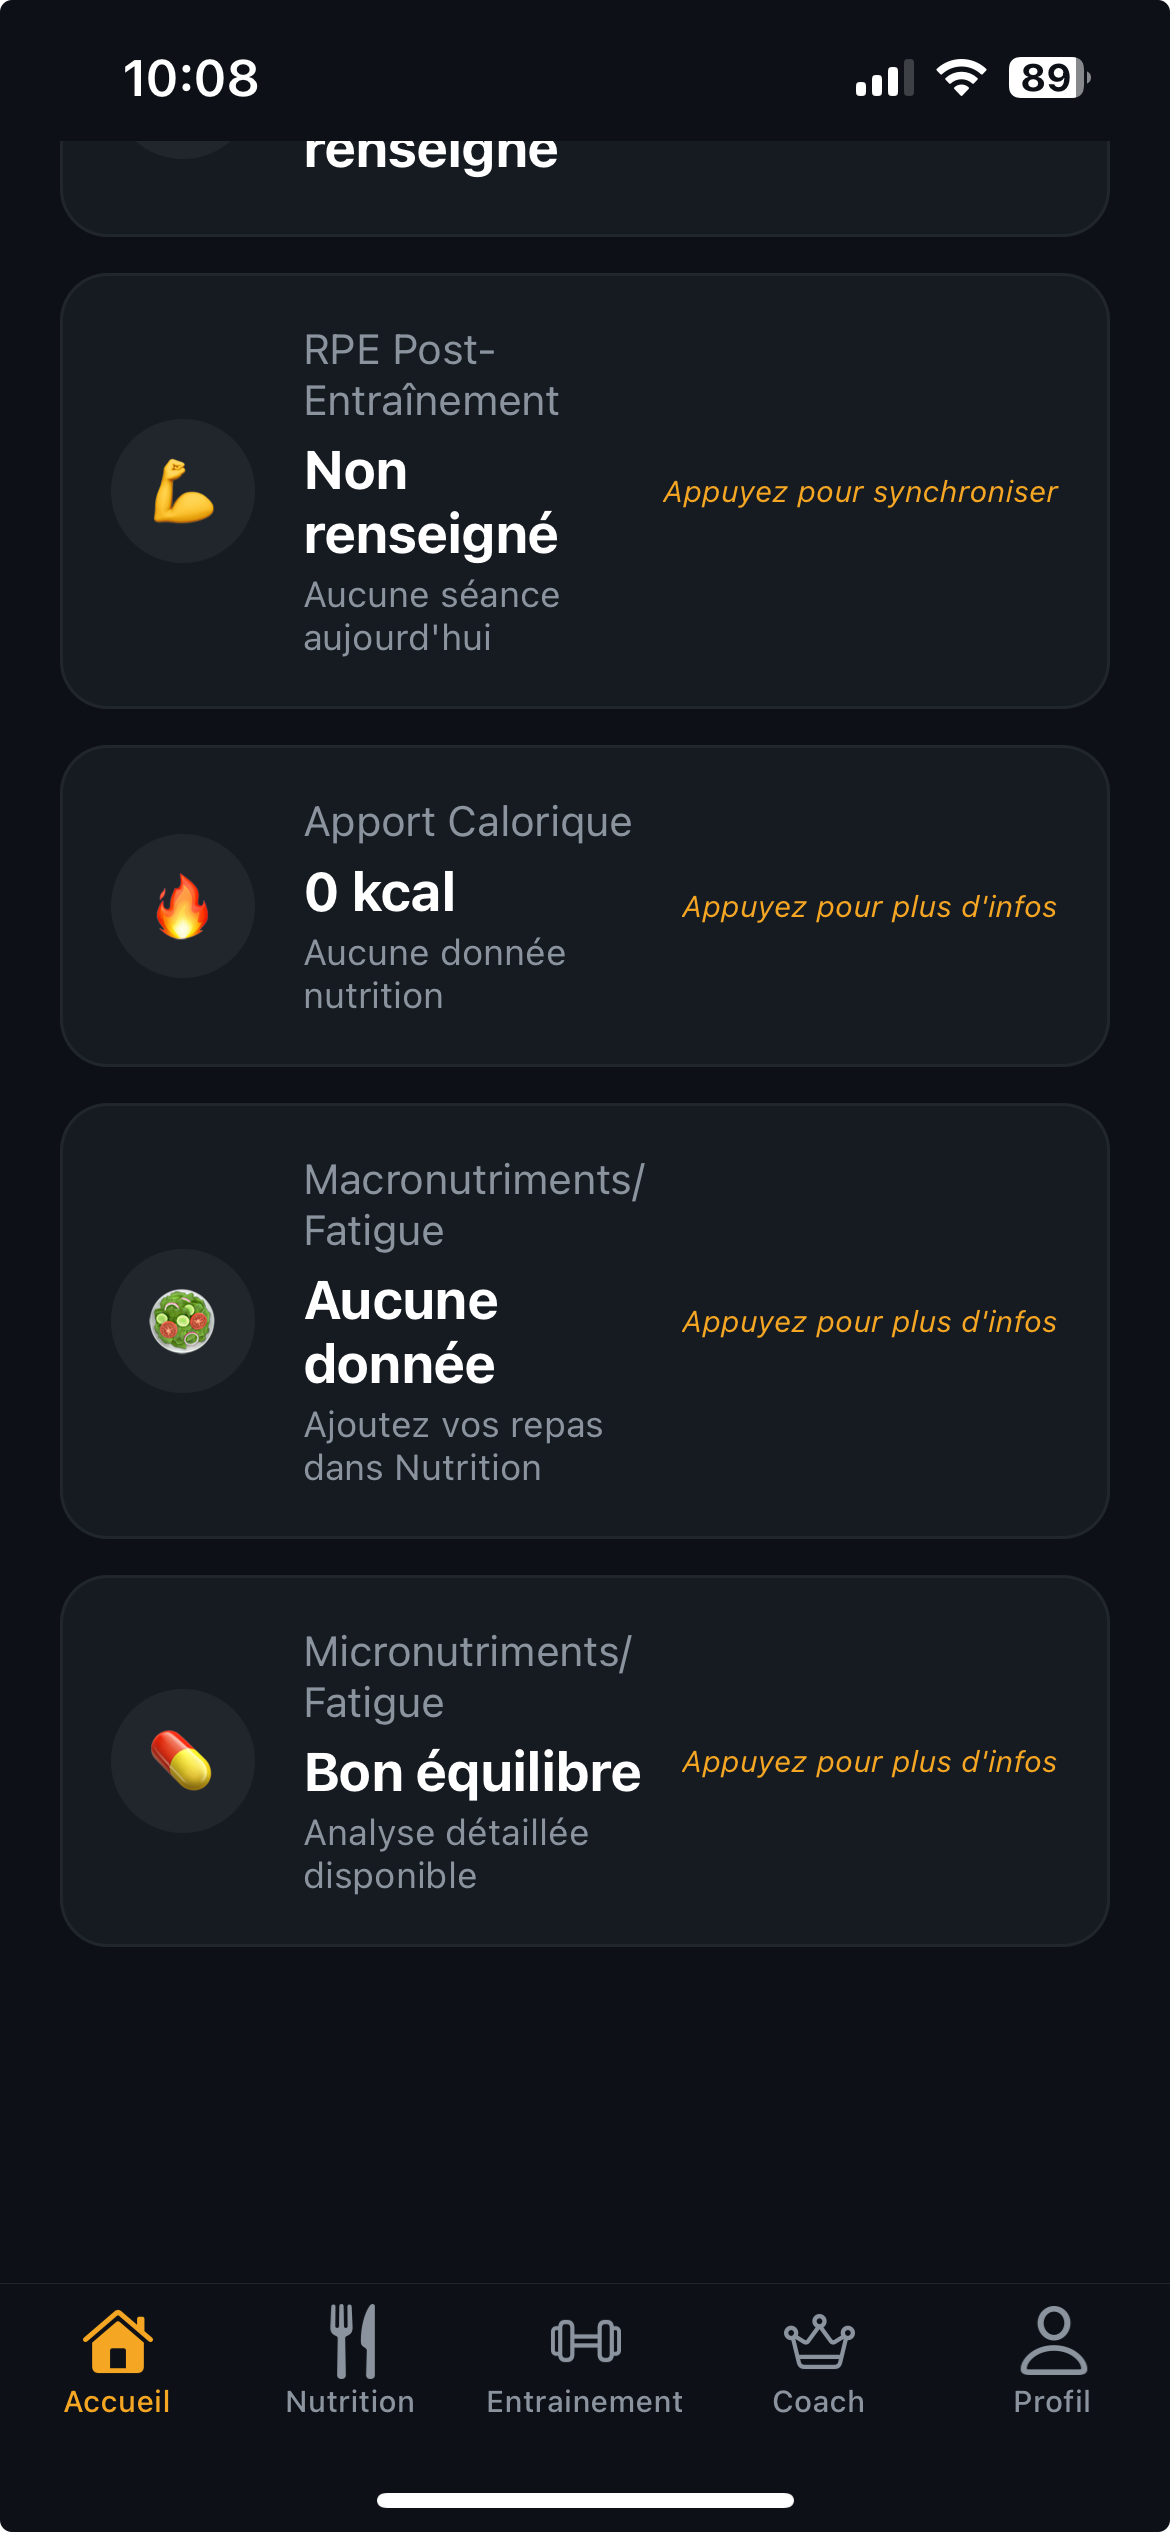 10:08
89
renseigné
RPE Post-
Entraînement
Non
renseigné
Aucune séance
aujourd'hui
Appuyez pour synchroniser
Apport Calorique
0 kcal
Aucune donnée
nutrition
Appuyez pour plus d'infos
Macronutriments/
Fatigue
Aucune
donnée
Ajoutez vos repas
dans Nutrition
Appuyez pour plus d'infos
Micronutriments/
Fatigue
Bon équilibre
Analyse détaillée
disponible
Appuyez pour plus d'infos
Accueil
Nutrition
Entrainement
Coach
Profil